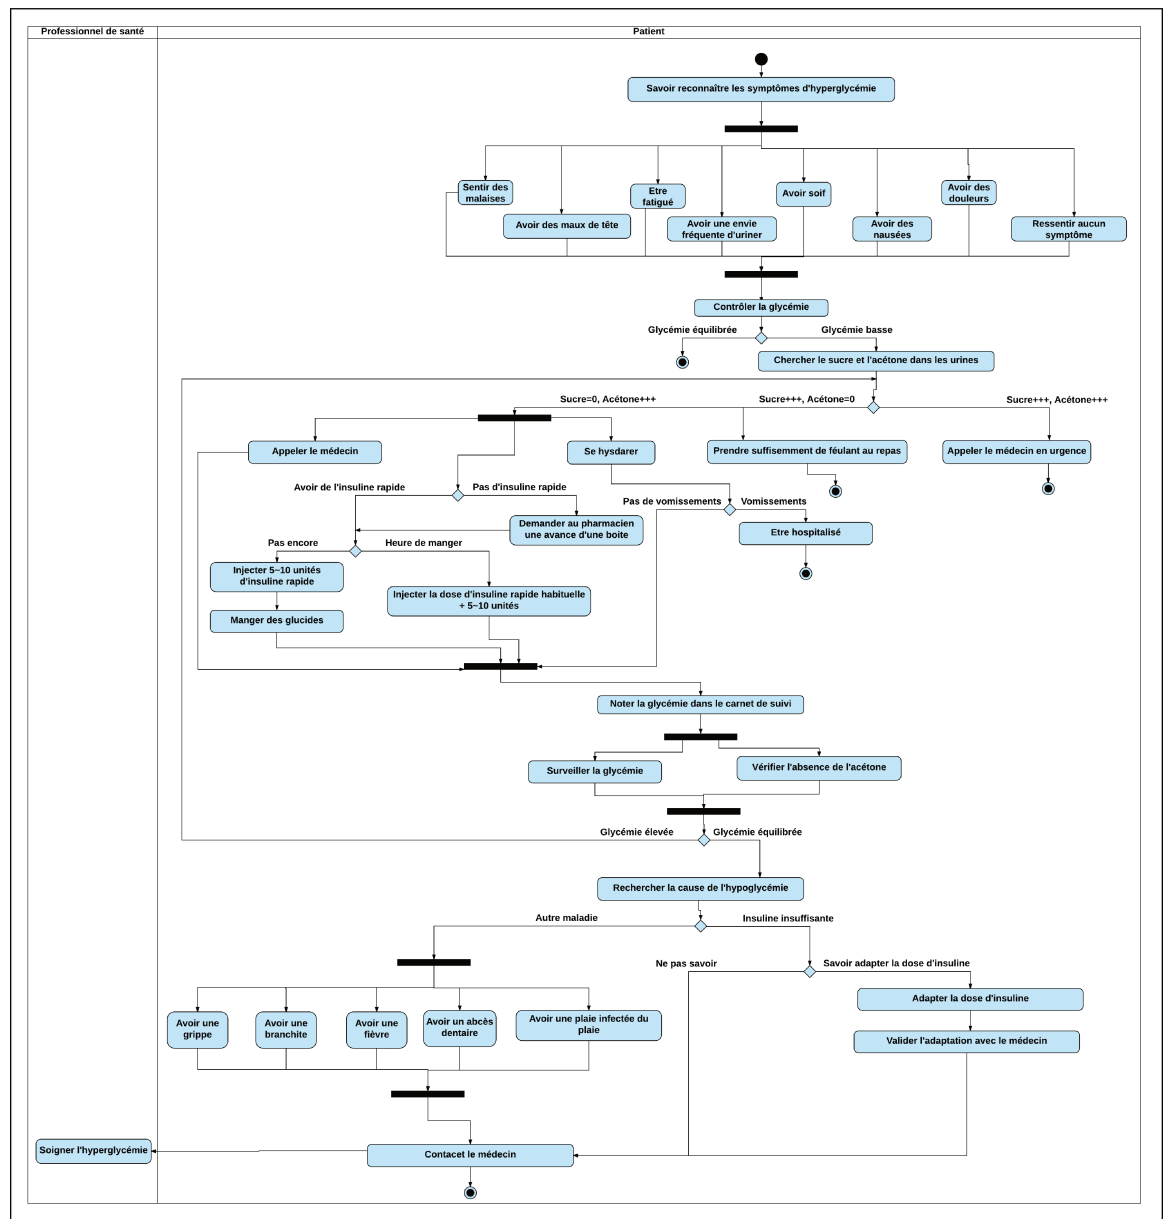 Professionnel de santé
Patient
Savoir reconnaître les symptômes d'hyperglycémie
Sentir des
malaises
Avoir des maux de tête
Etre
fatigué
Avoir une envie
fréquente d'uriner
Avoir soif
Avoir des
nausées
Avoir des
douleurs
Ressentir aucun
symptôme
Contrôler la glycémie
Glycémie équilibrée
Glycémie basse
Chercher le sucre et l'acétone dans les urines
Sucre=0, Acétone+++
Sucre+++, Acétone=0
Sucre+++, Acétone+++
Appeler le médecin
Se hysdarer
Prendre suffisemment de féulant au repas
Appeler le médecin en urgence
Avoir de l'insuline rapide
Pas d'insuline rapide
Pas de vomissements
Vomissements
Demander au pharmacien
une avance d'une boite
Etre hospitalisé
Pas encore
Heure de manger
Injecter 5~10 unités
d'insuline rapide
Injecter la dose d'insuline rapide habituelle
+ 5~10 unités
Manger des glucides
Noter la glycémie dans le carnet de suivi
Surveiller la glycémie
Vérifier l'absence de l'acétone
Glycémie élevée
Glycémie équilibrée
Rechercher la cause de l'hypoglycémie
Autre maladie
Insuline insuffisante
Ne pas savoir
Savoir adapter la dose d'insuline
Adapter la dose d'insuline
Avoir une
grippe
Avoir une
branchite
Avoir une
fièvre
Avoir un abcès
dentaire
Avoir une plaie infectée du
plaie
Valider l'adaptation avec le médecin
Soigner l'hyperglycémie
Contacet le médecin